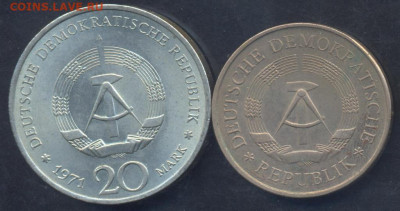 COINS.LAVE.RU
DEUTSCHE DEMOKRATISCHE REPUBLIK
* 1971 20 MARK *
DEUTSCHE DEMOKRATISCHE
* REPUBLIK *